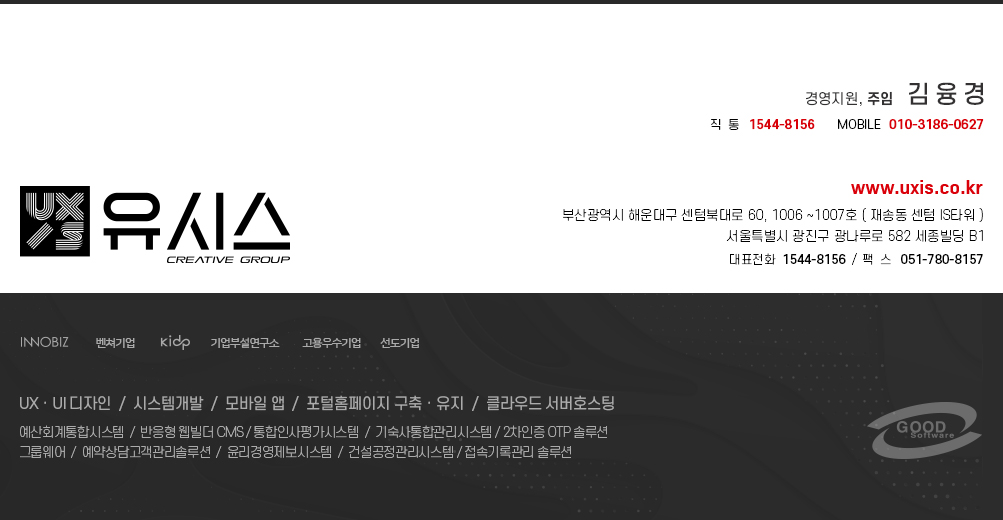 경영지원, 주임 김 융 경
직 통 1544-8156 MOBILE 010-3186-0627
UXIS 유시스
CREATIVE GROUP
www.uxis.co.kr
부산광역시 해운대구 센텀북대로 60, 1006 ~1007호 ( 재송동 센텀 IS타워 )
서울특별시 광진구 광나루로 582 세종빌딩 B1
대표전화 1544-8156 / 팩 스 051-780-8157
INNOBIZ 벤쳐기업 kidp 기업부설연구소 고용우수기업 선도기업
UX · UI 디자인 / 시스템개발 / 모바일 앱 / 포털홈페이지 구축 · 유지 / 클라우드 서버호스팅
예산회계통합시스템 / 반응형 웹빌더 CMS / 통합인사평가시스템 / 기숙사통합관리시스템 / 2차인증 OTP 솔루션
그룹웨어 / 예약상담고객관리솔루션 / 윤리경영제보시스템 / 건설공정관리시스템 / 접속기록관리 솔루션
GOOD
Software